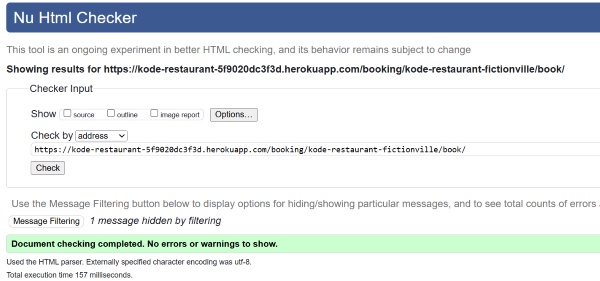 Nu Html Checker
This tool is an ongoing experiment in better HTML checking, and its behavior remains subject to change
Showing results for https://kode-restaurant-5f9020dc3f3d.herokuapp.com/booking/kode-restaurant-fictionville/book/
Checker Input
Show source outline image report Options...
Check by address
https://kode-restaurant-5f9020dc3f3d.herokuapp.com/booking/kode-restaurant-fictionville/book/
Check
Use the Message Filtering button below to display options for hiding/showing particular messages, and to see total counts of errors
Message Filtering 1 message hidden by filtering
Document checking completed. No errors or warnings to show.
Used the HTML parser. Externally specified character encoding was utf-8.
Total execution time 157 milliseconds.